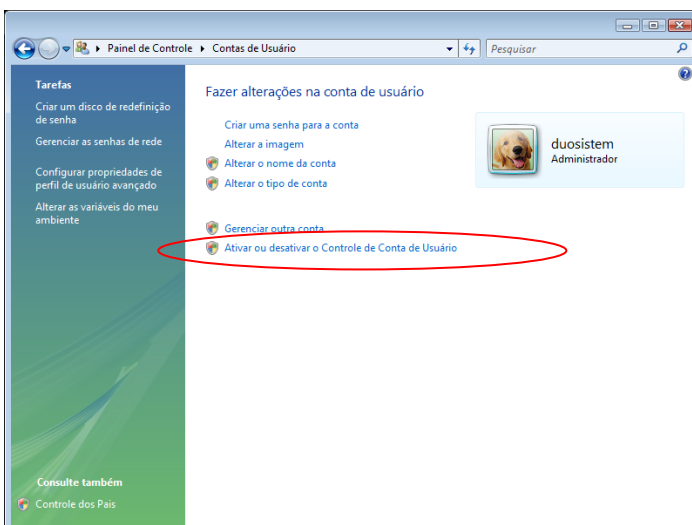 Painel de Controle Contas de Usuário
Pesquisar
Tarefas
Criar um disco de redefinição
de senha
Gerenciar as senhas de rede
Configurar propriedades de
perfil de usuário avançado
Alterar as variáveis do meu
ambiente
Consulte também
Controle dos Pais
Fazer alterações na conta de usuário
Criar uma senha para a conta
Alterar a imagem
Alterar o nome da conta
Alterar o tipo de conta
Gerenciar outra conta
Ativar ou desativar o Controle de Conta de Usuário
duosistem
Administrador